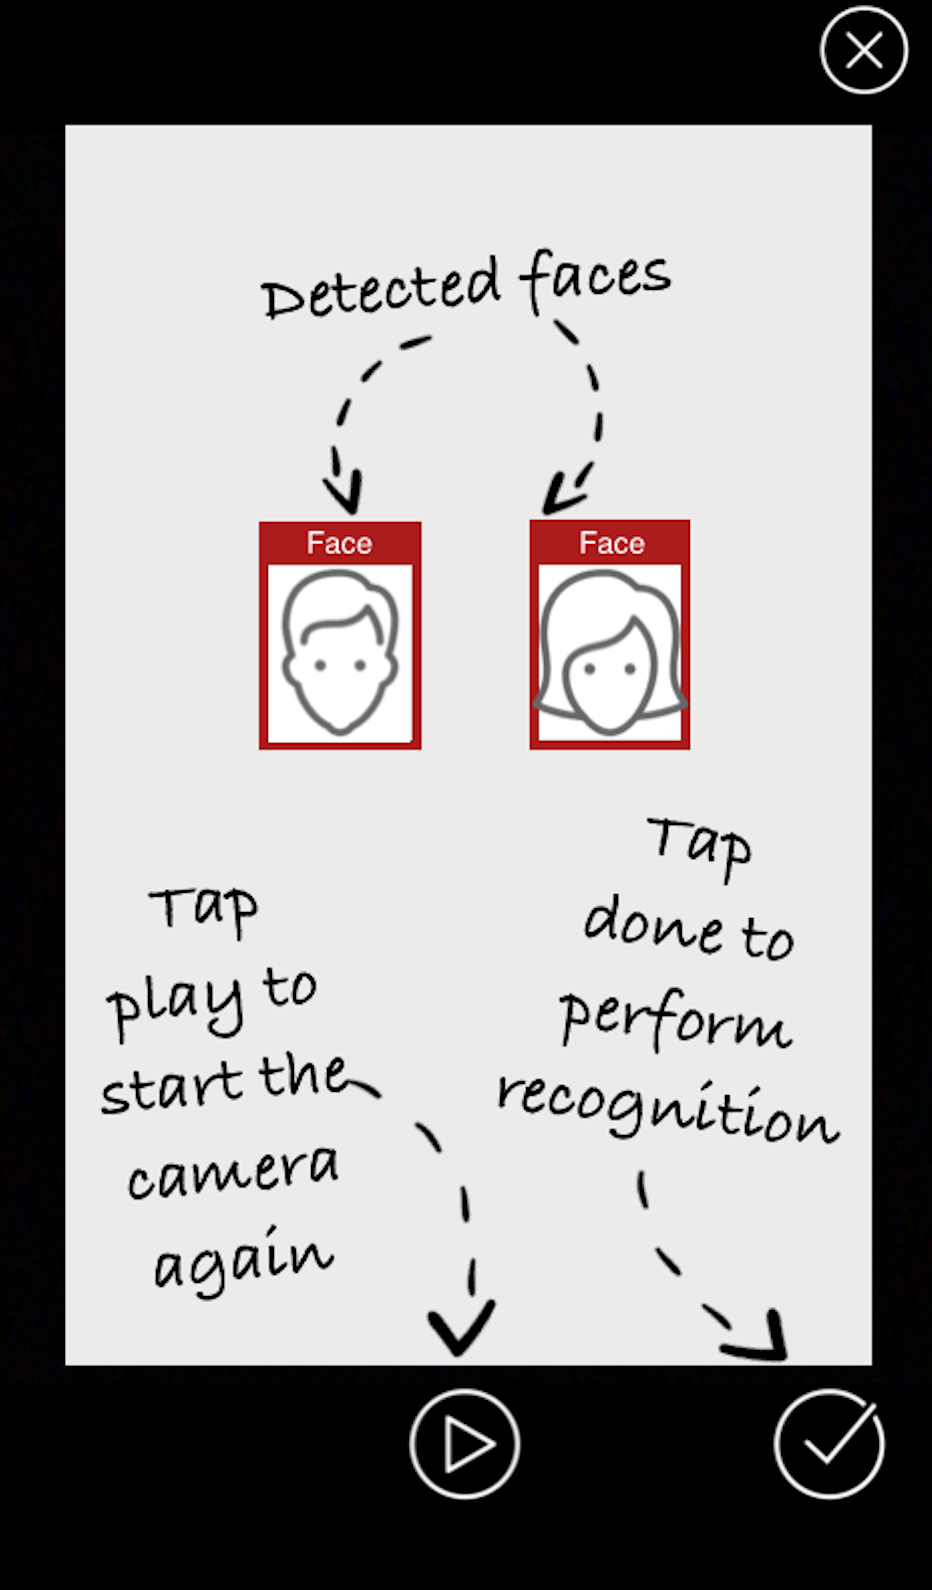 Detected faces
Face
Face
Tap
play to
start the
camera
again
Tap
done to
perform
recognition